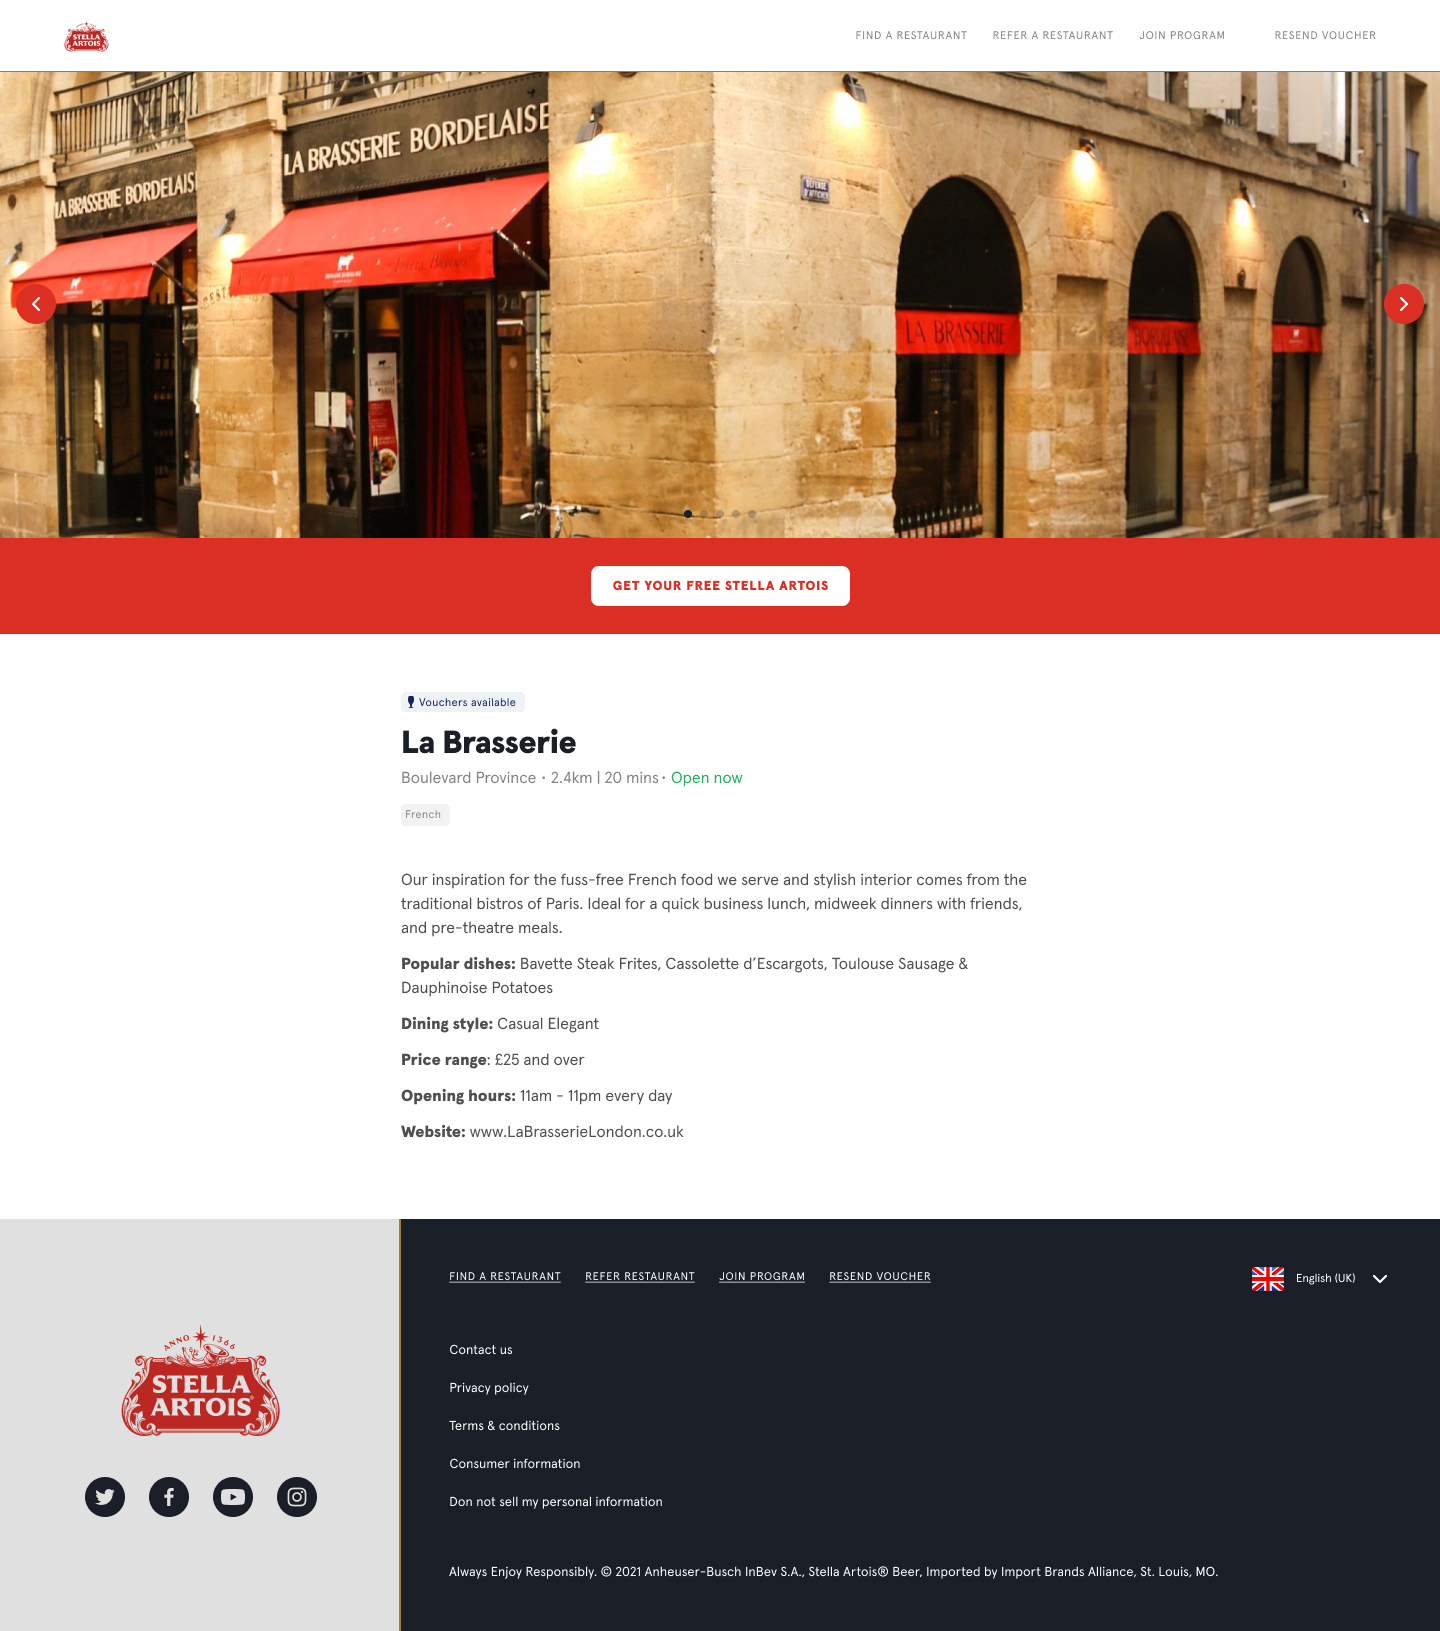 STELLA
ARTOIS
FIND A RESTAURANT
REFER A RESTAURANT
JOIN PROGRAM
RESEND VOUCHER
LA BRASSERIE BORDELAIS
LA BRASSERIE BORDELAISE
DÉFENSE
D'AFFICHER
LA BRASSERIE
BORDELAISE
GET YOUR FREE STELLA ARTOIS
Vouchers available
La Brasserie
Boulevard Province · 2.4km | 20 mins · Open now
French
Our inspiration for the fuss-free French food we serve and stylish interior comes from the
traditional bistros of Paris. Ideal for a quick business lunch, midweek dinners with friends,
and pre-theatre meals.
Popular dishes: Bavette Steak Frites, Cassolette d’Escargots, Toulouse Sausage &
Dauphinoise Potatoes
Dining style: Casual Elegant
Price range: £25 and over
Opening hours: 11am - 11pm every day
Website: www.LaBrasserieLondon.co.uk
FIND A RESTAURANT
REFER RESTAURANT
JOIN PROGRAM
RESEND VOUCHER
English (UK)
ANNO 1366
STELLA
ARTOIS
Contact us
Privacy policy
Terms & conditions
Consumer information
Don not sell my personal information
Always Enjoy Responsibly. © 2021 Anheuser-Busch InBev S.A., Stella Artois® Beer, Imported by Import Brands Alliance, St. Louis, MO.